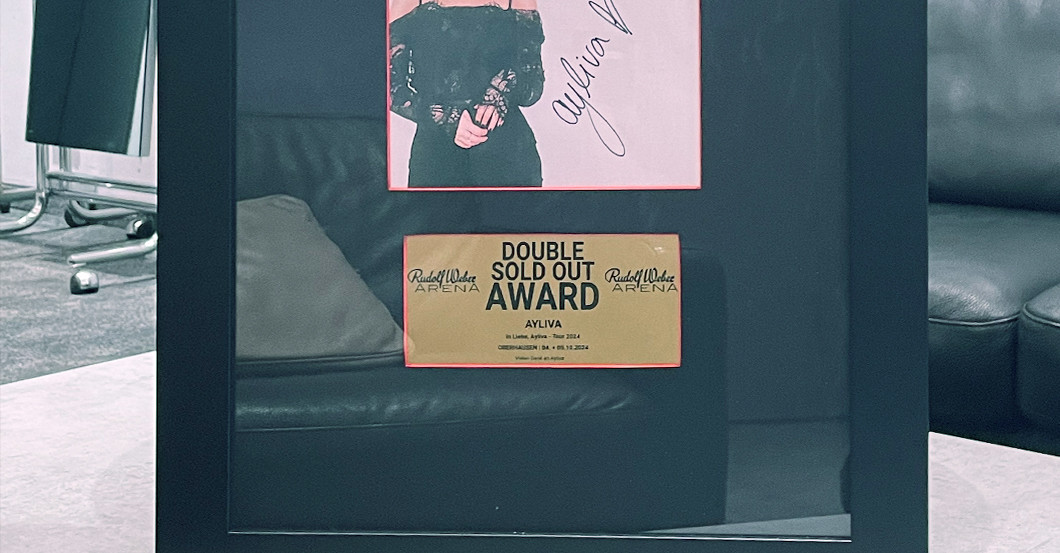 ayliva
DOUBLE
SOLD OUT
AWARD
Rudolf Weber
ARENA
Rudolf Weber
ARENA
AYLIVA
In Liebe, Ayliva - Tour 2024
OBERHAUSEN | 04. + 05.10.2024
Vielen Dank an Ayliva